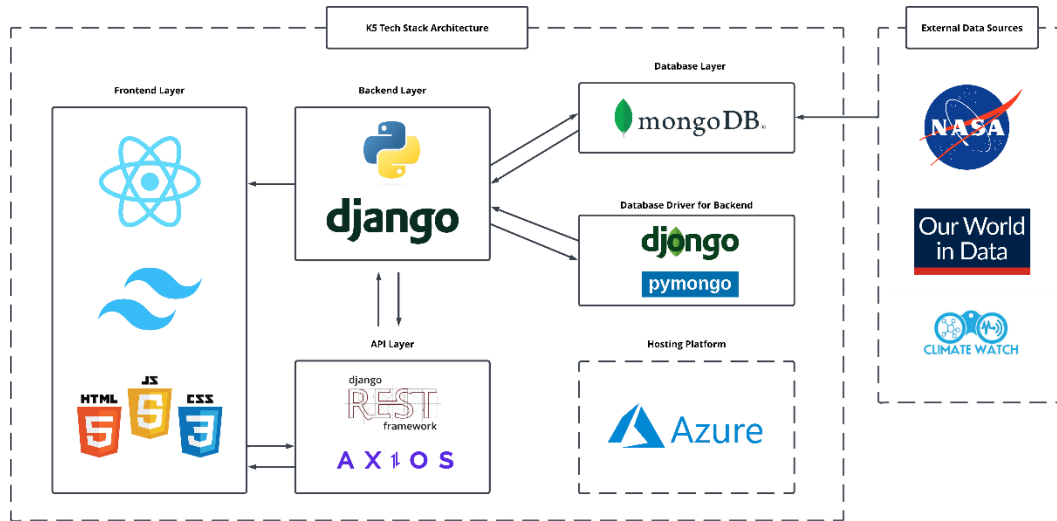 K5 Tech Stack Architecture
External Data Sources
Frontend Layer
Backend Layer
Database Layer
mongoDB
NASA
django
Database Driver for Backend
djongo
pymongo
Our World
in Data
CLIMATE WATCH
API Layer
django
REST
framework
AXIOS
Hosting Platform
Azure
HTML
5
JS
5
CSS
3